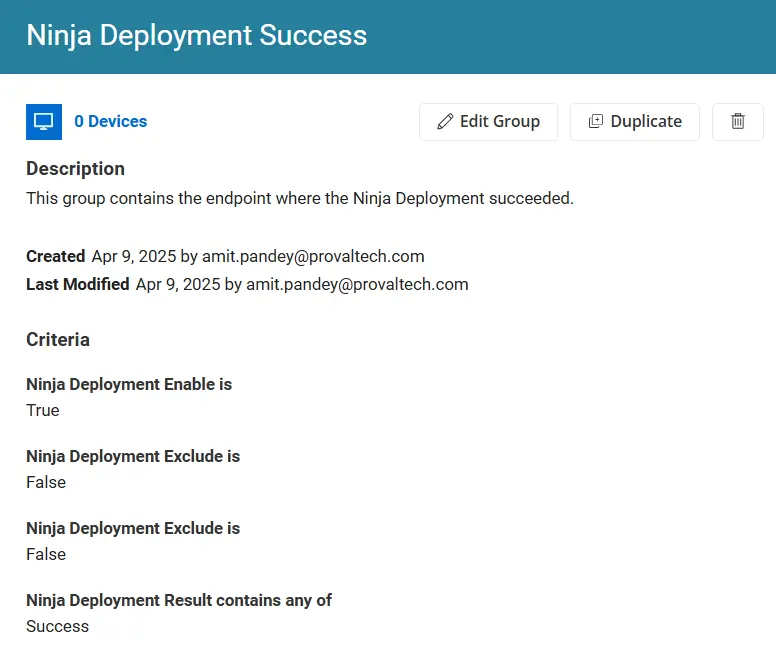 Ninja Deployment Success
0 Devices
Edit Group
Duplicate
Description
This group contains the endpoint where the Ninja Deployment succeeded.
Created Apr 9, 2025 by amit.pandey@provaltech.com
Last Modified Apr 9, 2025 by amit.pandey@provaltech.com
Criteria
Ninja Deployment Enable is
True
Ninja Deployment Exclude is
False
Ninja Deployment Exclude is
False
Ninja Deployment Result contains any of
Success